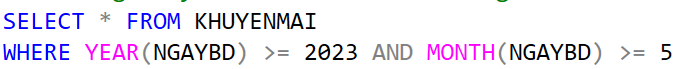 SELECT * FROM KHUYENMAI
WHERE YEAR(NGAYBD) >= 2023 AND MONTH(NGAYBD) >= 5